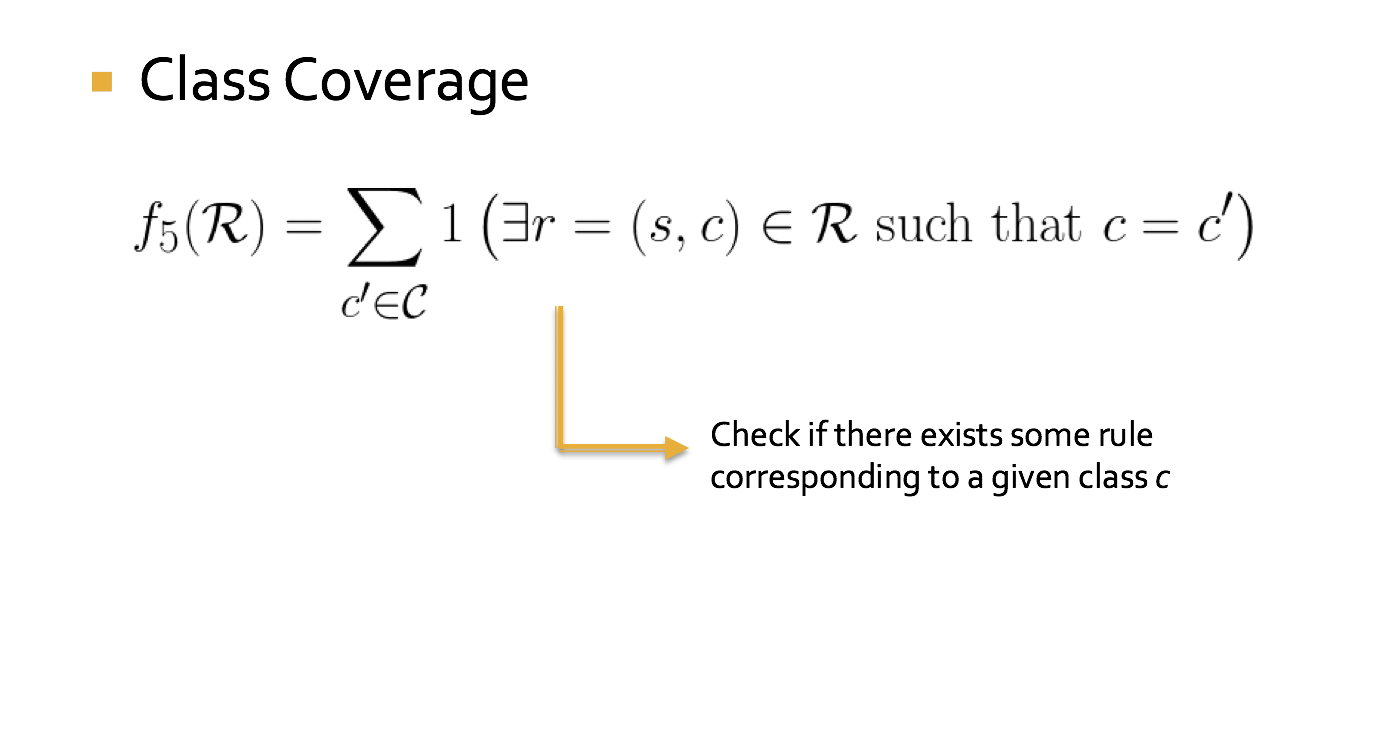 Class Coverage
f₅(ℛ) = ∑ 1 (∃r = (s, c) ∈ ℛ such that c = c′)
c′∈𝒞
Check if there exists some rule
corresponding to a given class c